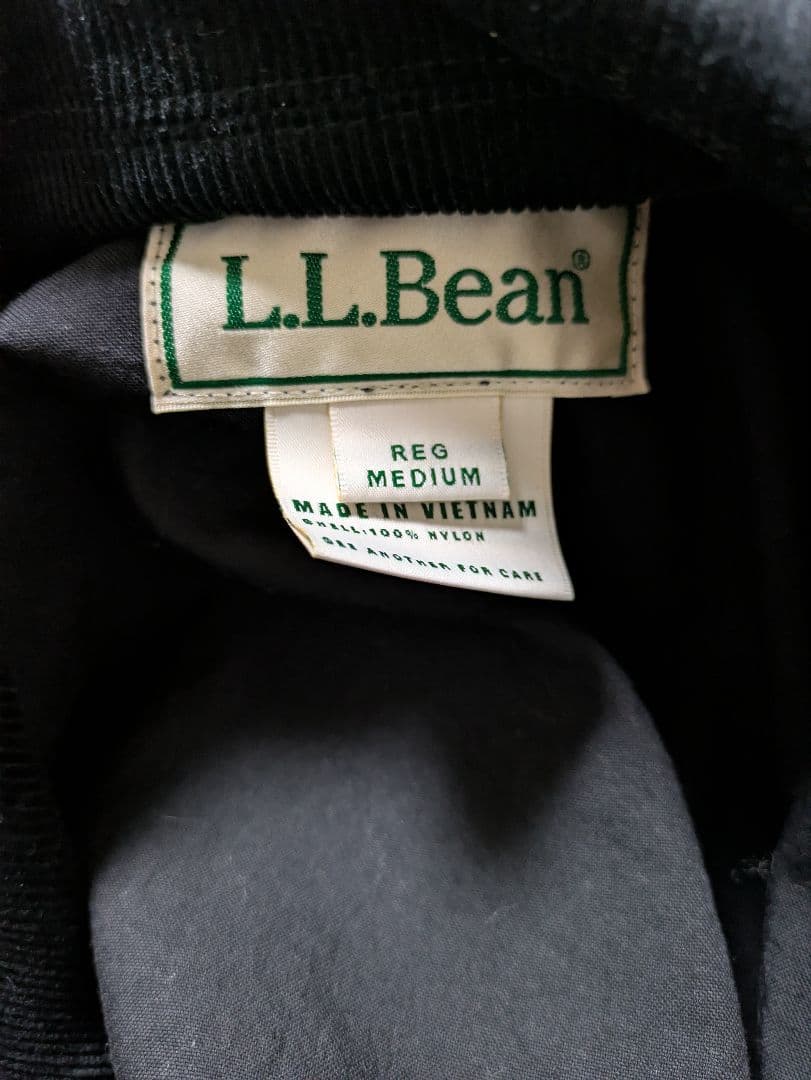 L.L.Bean®
REG
MEDIUM
MADE IN VIETNAM
SHELL:100% NYLON
SEE ANOTHER FOR CARE